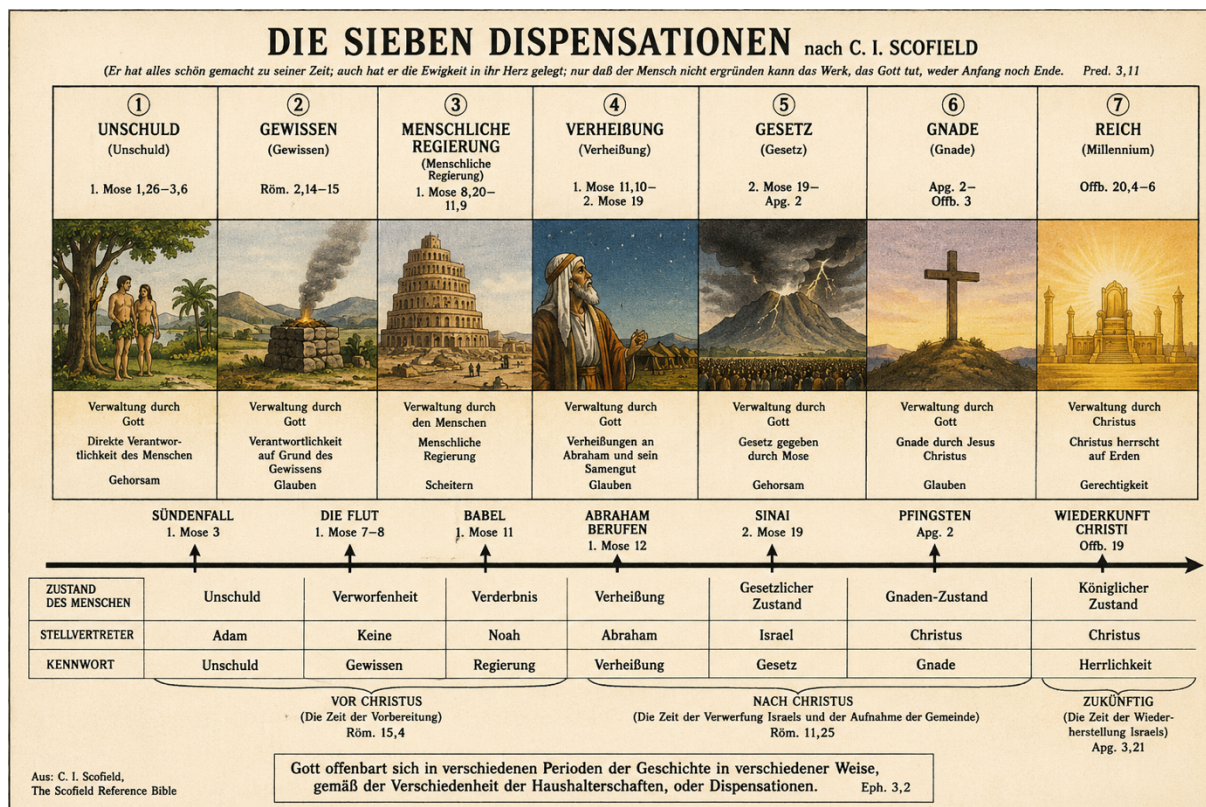 DIE SIEBEN DISPENSATIONEN nach C. I. SCOFIELD
(Er hat alles schön gemacht zu seiner Zeit; auch hat er die Ewigkeit in ihr Herz gelegt; nur daß der Mensch nicht ergründen kann das Werk, das Gott tut, weder Anfang noch Ende. Pred. 3,11
1
UNSCHULD
(Unschuld)
1. Mose 1,26–3,6
2
GEWISSEN
(Gewissen)
Röm. 2,14–15
3
MENSCHLICHE
REGIERUNG
(Menschliche
Regierung)
1. Mose 8,20–
11,9
4
VERHEIßUNG
(Verheißung)
1. Mose 11,10–
2. Mose 19
5
GESETZ
(Gesetz)
2. Mose 19–
Apg. 2
6
GNADE
(Gnade)
Apg. 2–
Offb. 3
7
REICH
(Millennium)
Offb. 20,4–6
Verwaltung durch
Gott
Direkte Verantwor-
tlichkeit des Menschen
Gehorsam
Verwaltung durch
Gott
Verantwortlichkeit
auf Grund des
Gewissens
Glauben
Verwaltung durch
den Menschen
Menschliche
Regierung
Scheitern
Verwaltung durch
Gott
Verheißungen an
Abraham und sein
Samengut
Glauben
Verwaltung durch
Gott
Gesetz gegeben
durch Mose
Gehorsam
Verwaltung durch
Gott
Gnade durch Jesus
Christus
Glauben
Verwaltung durch
Christus
Christus herrscht
auf Erden
Gerechtigkeit
SÜNDENFALL
1. Mose 3
DIE FLUT
1. Mose 7–8
BABEL
1. Mose 11
ABRAHAM
BERUFEN
1. Mose 12
SINAI
2. Mose 19
PFINGSTEN
Apg. 2
WIEDERKUNFT
CHRISTI
Offb. 19
ZUSTAND
DES MENSCHEN
Unschuld
Verworfenheit
Verderbnis
Verheißung
Gesetzlicher
Zustand
Gnaden-Zustand
Königlicher
Zustand
STELLVERTRETER
Adam
Keine
Noah
Abraham
Israel
Christus
Christus
KENNWORT
Unschuld
Gewissen
Regierung
Verheißung
Gesetz
Gnade
Herrlichkeit
VOR CHRISTUS
(Die Zeit der Vorbereitung)
Röm. 15,4
NACH CHRISTUS
(Die Zeit der Verwerfung Israels und der Aufnahme der Gemeinde)
Röm. 11,25
ZUKÜNFTIG
(Die Zeit der Wieder-
herstellung Israels)
Apg. 3,21
Aus: C. I. Scofield,
The Scofield Reference Bible
Gott offenbart sich in verschiedenen Perioden der Geschichte in verschiedener Weise,
gemäß der Verschiedenheit der Haushalterschaften, oder Dispensationen. Eph. 3,2